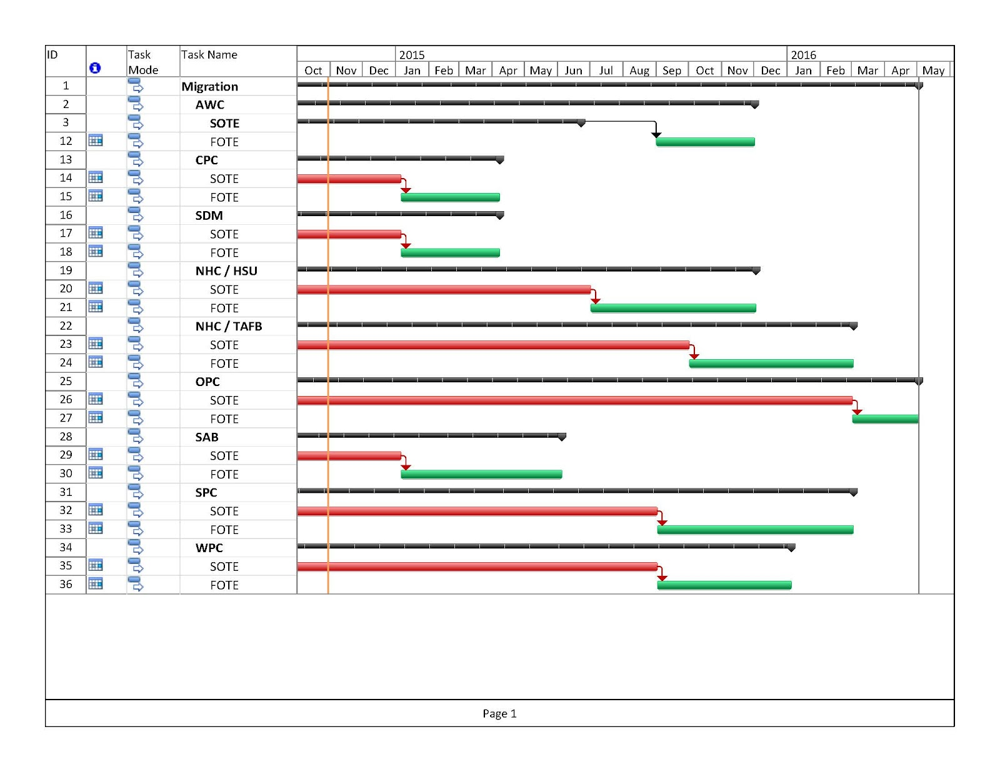 ID Task Mode Task Name 2015 2016
Oct Nov Dec Jan Feb Mar Apr May Jun Jul Aug Sep Oct Nov Dec Jan Feb Mar Apr May
1 Migration
2 AWC
3 SOTE
12 FOTE
13 CPC
14 SOTE
15 FOTE
16 SDM
17 SOTE
18 FOTE
19 NHC / HSU
20 SOTE
21 FOTE
22 NHC / TAFB
23 SOTE
24 FOTE
25 OPC
26 SOTE
27 FOTE
28 SAB
29 SOTE
30 FOTE
31 SPC
32 SOTE
33 FOTE
34 WPC
35 SOTE
36 FOTE
Page 1